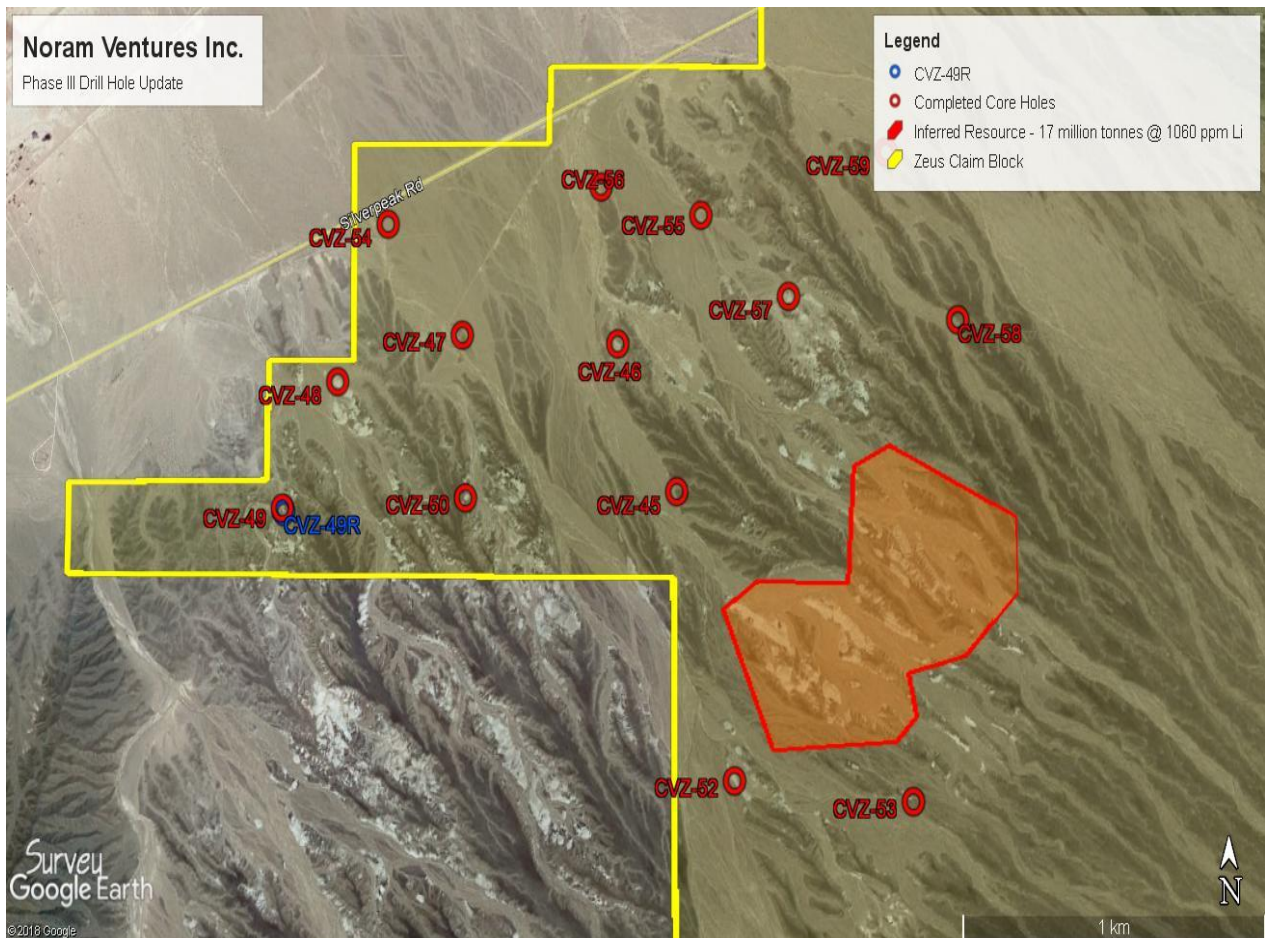 Noram Ventures Inc.
Phase III Drill Hole Update
Legend
CVZ-49R
Completed Core Holes
Inferred Resource - 17 million tonnes @ 1060 ppm Li
Zeus Claim Block
CVZ-59
CVZ-56
Silverpeak Rd
CVZ-55
CVZ-54
CVZ-57
CVZ-58
CVZ-47
CVZ-46
CVZ-48
CVZ-50
CVZ-45
CVZ-49
CVZ-49R
CVZ-52
CVZ-53
Survey
Google Earth
N
1 km
©2018 Google